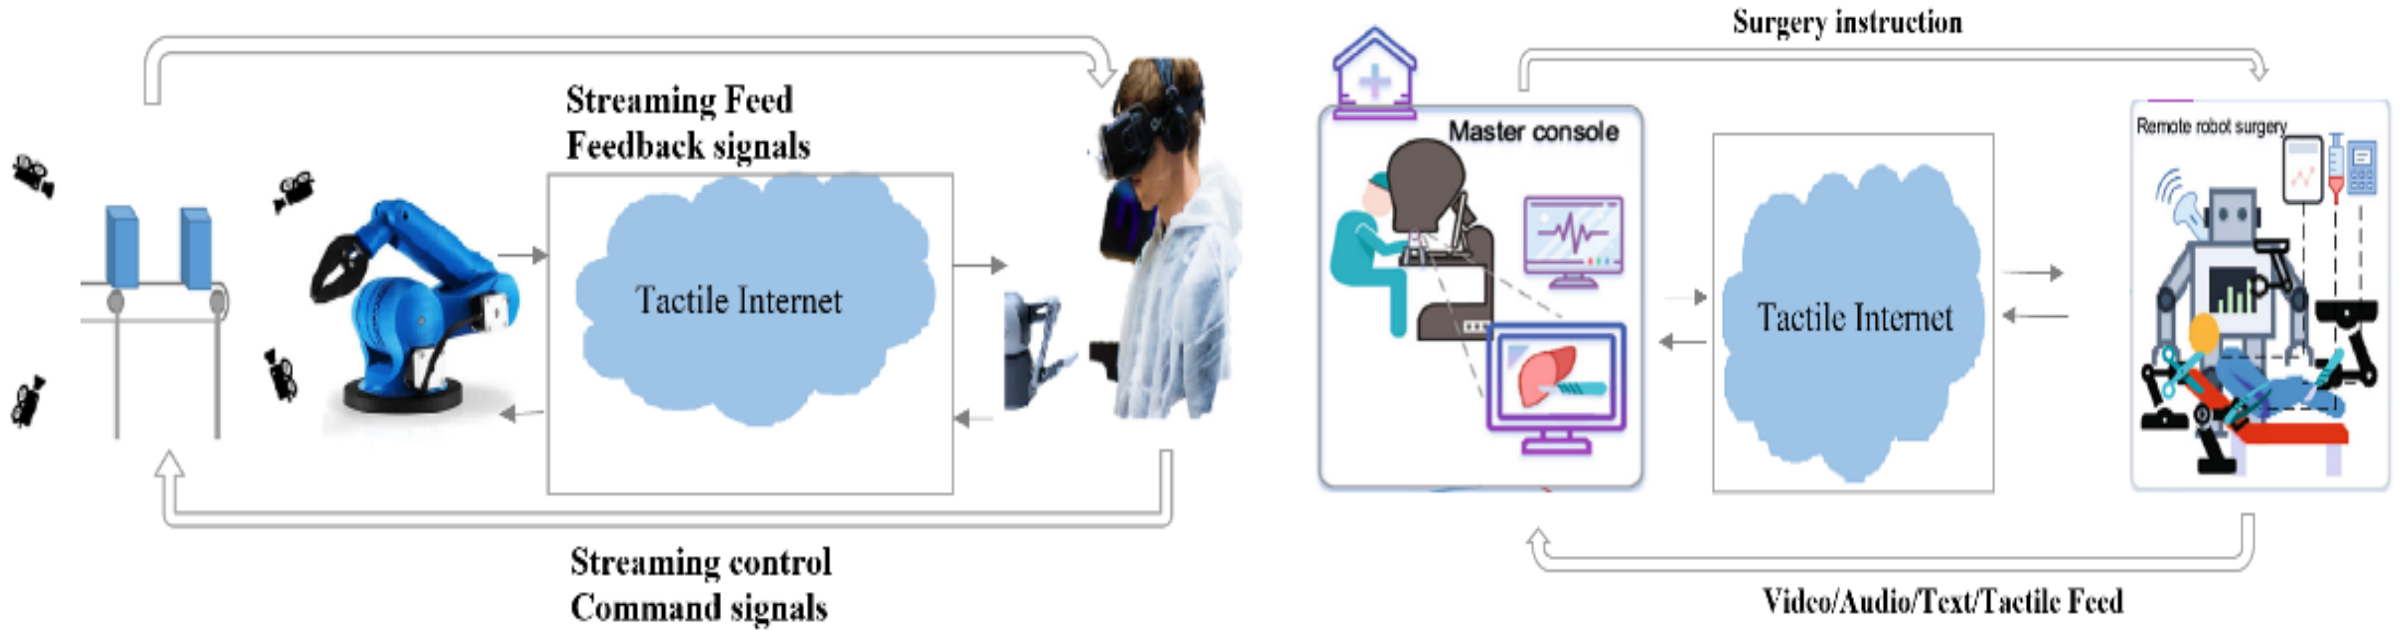 Streaming Feed
Feedback signals
Tactile Internet
Streaming control
Command signals
Surgery instruction
Master console
Remote robot surgery
Tactile Internet
Video/Audio/Text/Tactile Feed